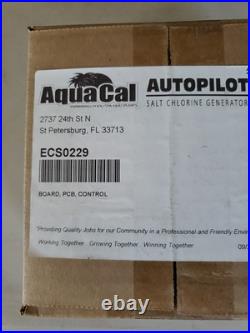 AquaCal
AUTOPILOT
SALT CHLORINE GENERATOR
2737 24th St N
St Petersburg, FL 33713
ECS0229
BOARD, PCB, CONTROL
"Providing Quality Jobs for our Community in a Professional and Friendly
Working Together . Growing Together . Winning Together